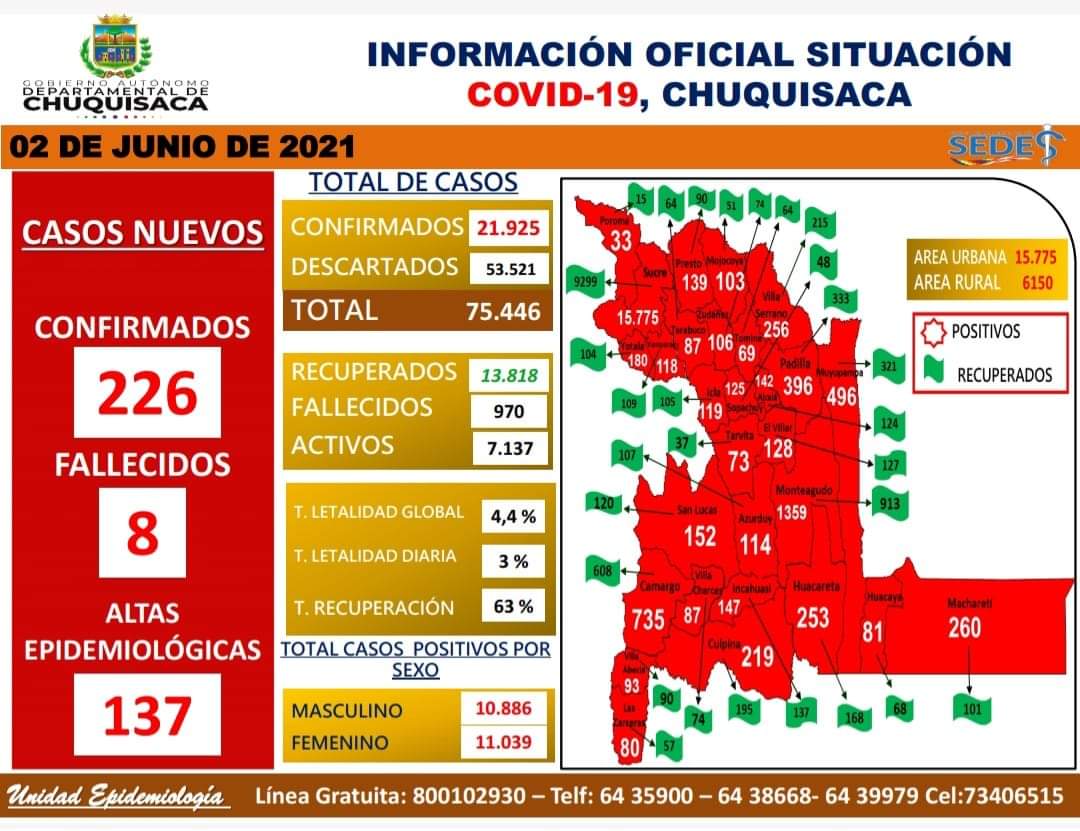 GOBIERNO AUTÓNOMO
DEPARTAMENTAL DE
CHUQUISACA
INFORMACIÓN OFICIAL SITUACIÓN
COVID-19, CHUQUISACA
02 DE JUNIO DE 2021
SEDES
CASOS NUEVOS
CONFIRMADOS
226
FALLECIDOS
8
ALTAS
EPIDEMIOLÓGICAS
137
TOTAL DE CASOS
CONFIRMADOS 21.925
DESCARTADOS 53.521
TOTAL 75.446
RECUPERADOS 13.818
FALLECIDOS 970
ACTIVOS 7.137
T. LETALIDAD GLOBAL 4,4 %
T. LETALIDAD DIARIA 3 %
T. RECUPERACIÓN 63 %
TOTAL CASOS POSITIVOS POR
SEXO
MASCULINO 10.886
FEMENINO 11.039
AREA URBANA 15.775
AREA RURAL 6150
POSITIVOS
RECUPERADOS
15
64
90
51
74
64
215
48
333
Poroma
33
9299
Sucre
15.775
Presto
139
Mojocoya
103
Villa
Serrano
256
Zudáñez
106
Tarabuco
87
Tomina
69
104
Yotala
180
118
Padilla
396
Muyupampa
496
321
109
105
Icla
119
125
Sopachuy
142
Alcalá
124
37
Tarvita
73
El Villar
128
127
107
Monteagudo
1359
913
120
San Lucas
152
Azurduy
114
608
Camargo
735
Villa
Charcas
87
Incahuasi
147
Huacareta
253
Huacaya
81
Macharetí
260
Culpina
219
Villa
Abecia
93
Las
Carreras
80
90
57
74
195
137
168
68
101
Unidad Epidemiología
Línea Gratuita: 800102930 – Telf: 64 35900 – 64 38668- 64 39979 Cel:73406515